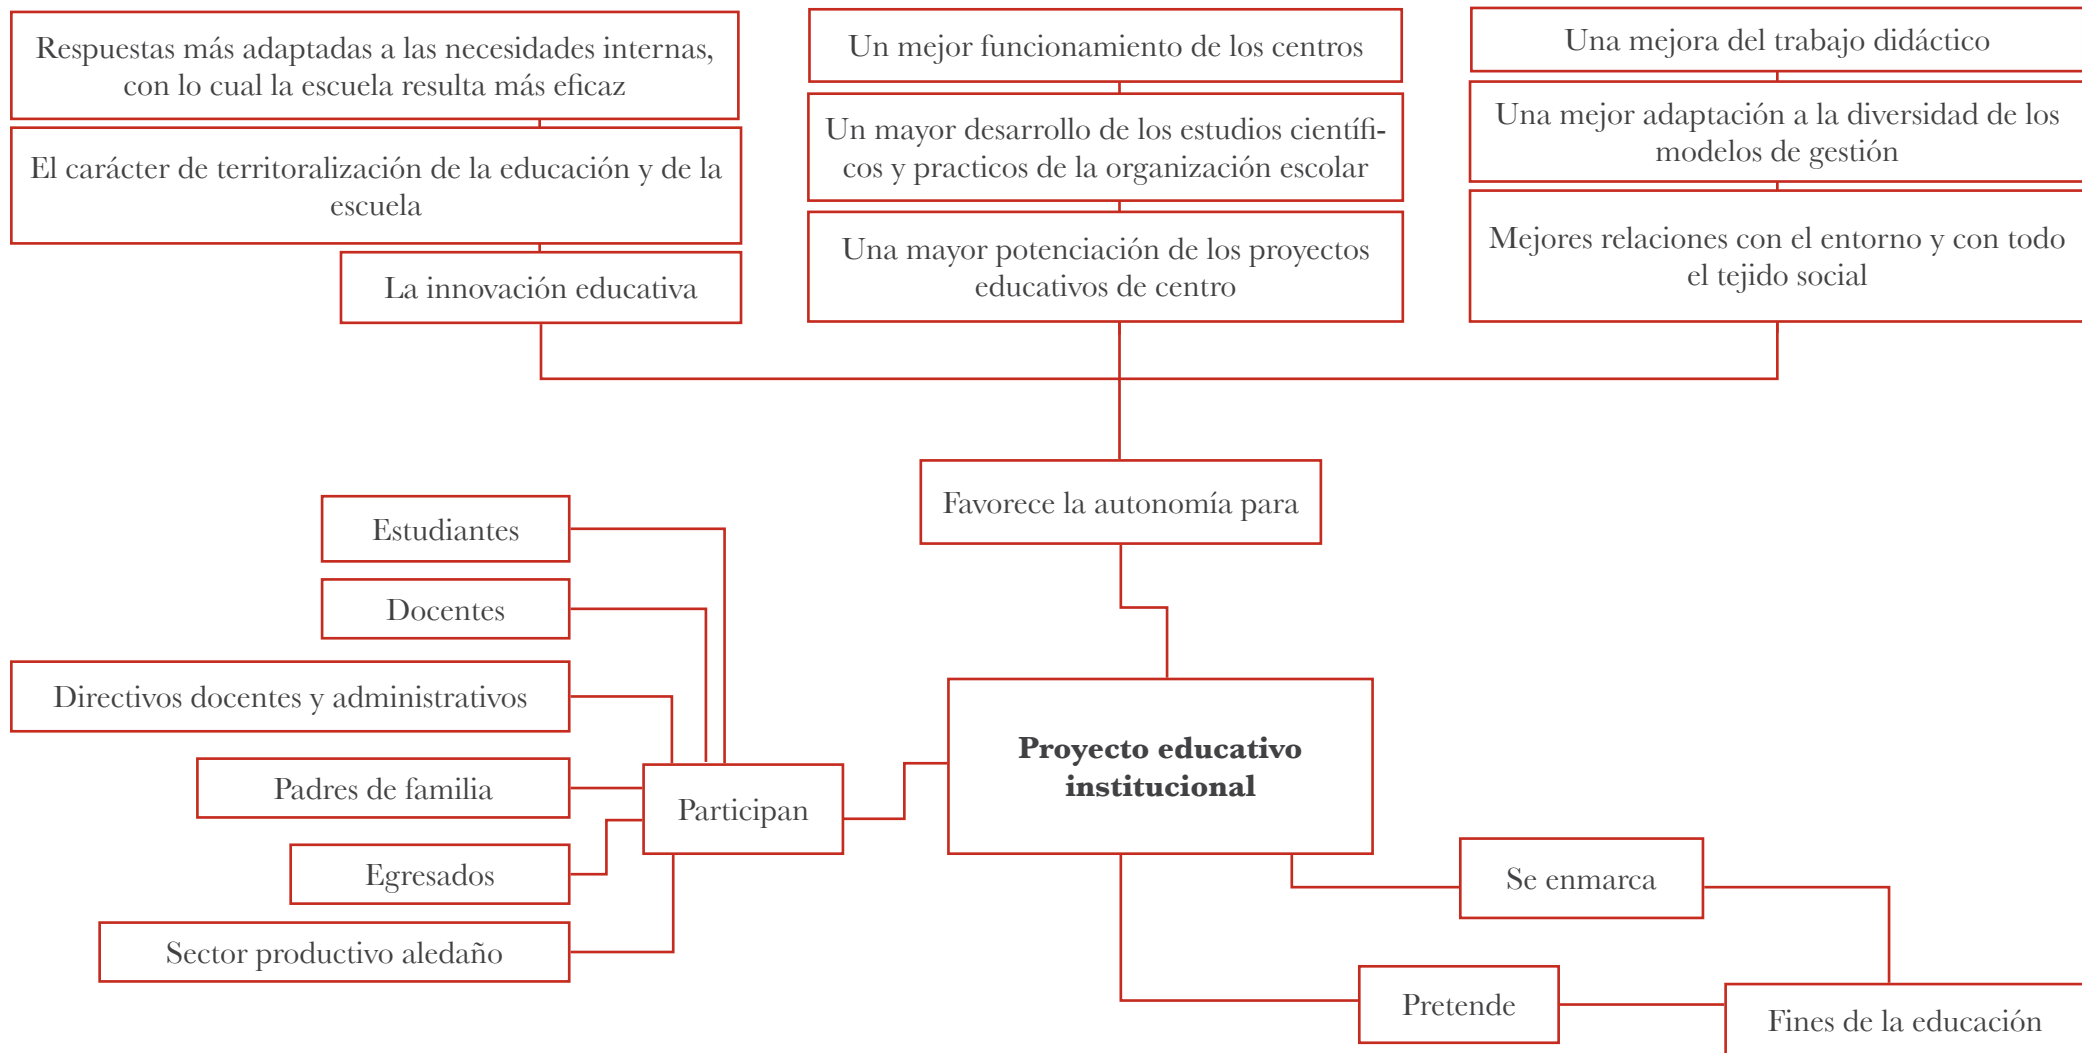 Respuestas más adaptadas a las necesidades internas,
con lo cual la escuela resulta más eficaz
El carácter de territoralización de la educación y de la
escuela
La innovación educativa
Un mejor funcionamiento de los centros
Un mayor desarrollo de los estudios científi-
cos y practicos de la organización escolar
Una mayor potenciación de los proyectos
educativos de centro
Una mejora del trabajo didáctico
Una mejor adaptación a la diversidad de los
modelos de gestión
Mejores relaciones con el entorno y con todo
el tejido social
Favorece la autonomía para
Estudiantes
Docentes
Directivos docentes y administrativos
Padres de familia
Egresados
Sector productivo aledaño
Participan
Proyecto educativo
institucional
Se enmarca
Pretende
Fines de la educación